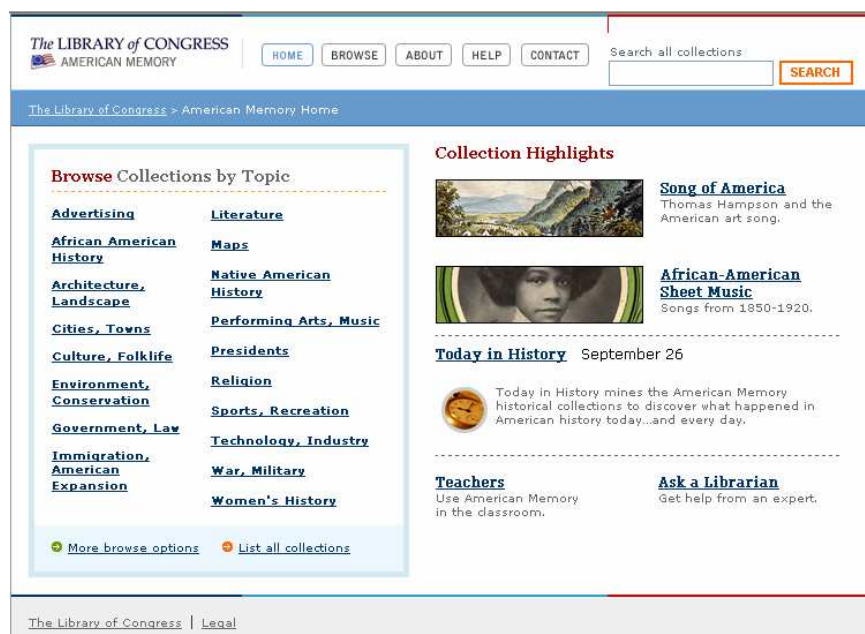 The LIBRARY of CONGRESS
AMERICAN MEMORY
HOME
BROWSE
ABOUT
HELP
CONTACT
Search all collections
SEARCH
The Library of Congress > American Memory Home
Browse Collections by Topic
Advertising
African American
History
Architecture,
Landscape
Cities, Towns
Culture, Folklife
Environment,
Conservation
Government, Law
Immigration,
American
Expansion
Literature
Maps
Native American
History
Performing Arts, Music
Presidents
Religion
Sports, Recreation
Technology, Industry
War, Military
Women's History
More browse options
List all collections
Collection Highlights
Song of America
Thomas Hampson and the
American art song.
African-American
Sheet Music
Songs from 1850-1920.
Today in History September 26
Today in History mines the American Memory
historical collections to discover what happened in
American history today...and every day.
Teachers
Use American Memory
in the classroom.
Ask a Librarian
Get help from an expert.
The Library of Congress | Legal